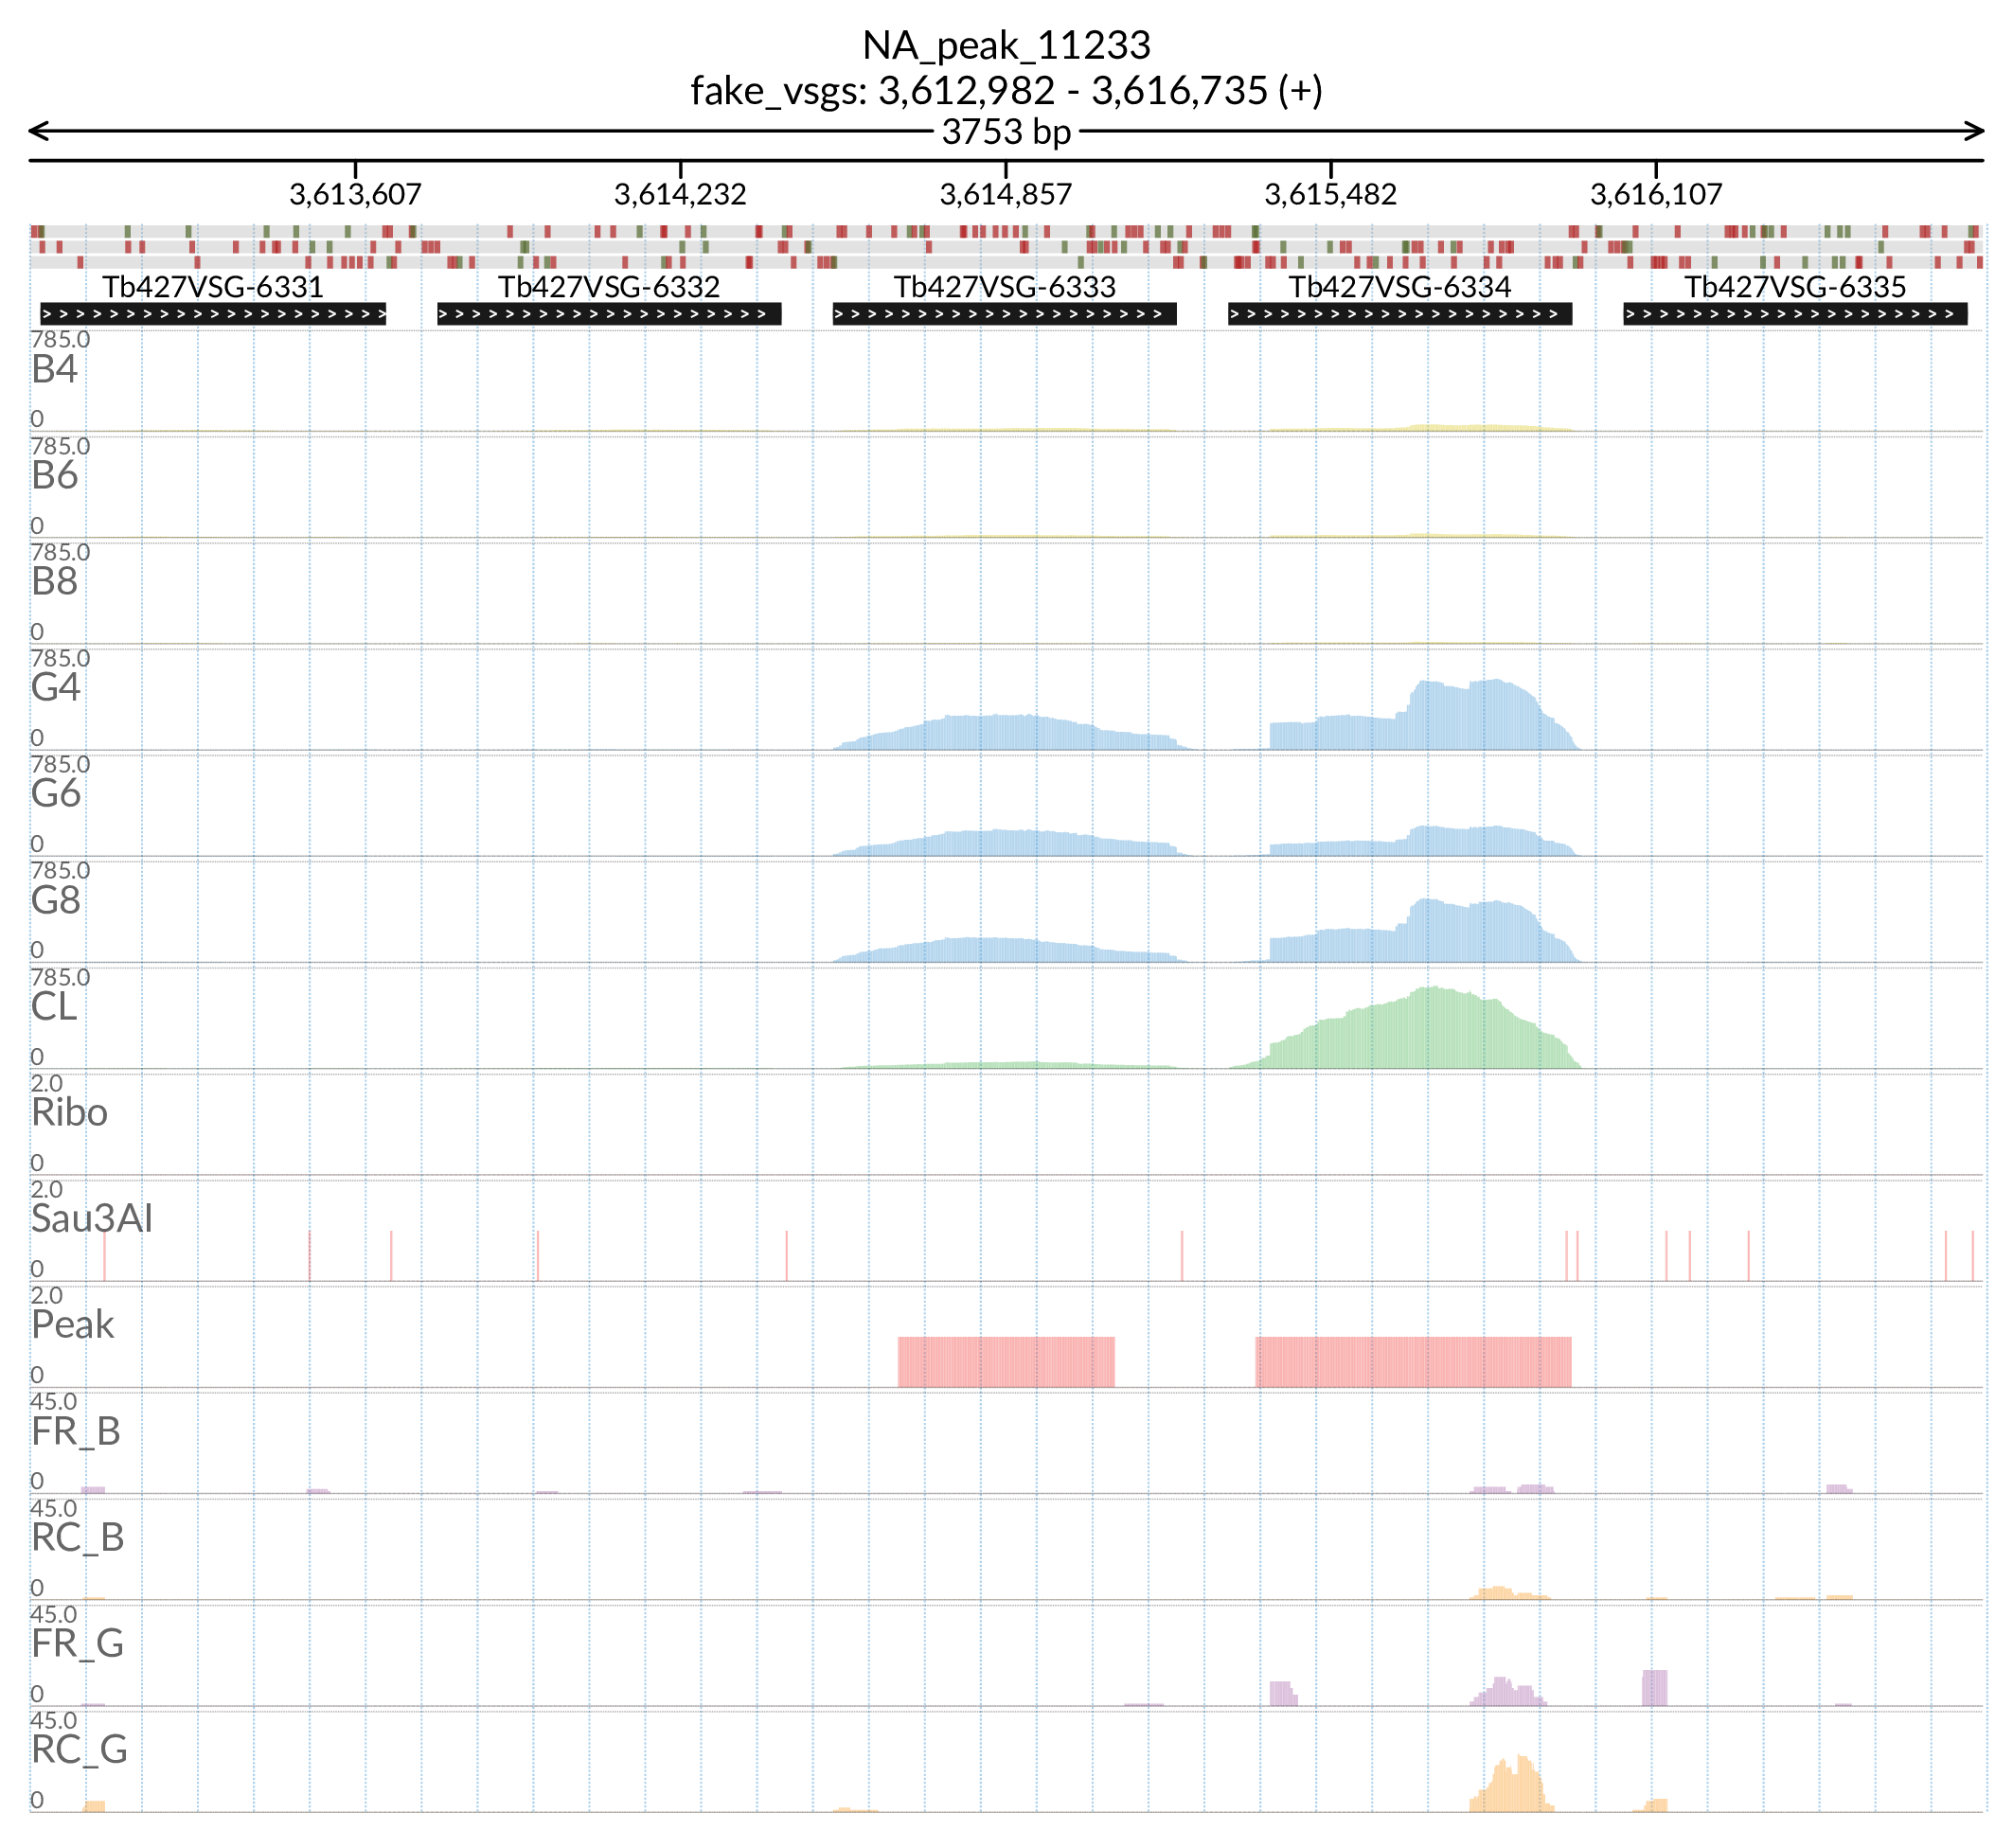 NA_peak_11233
fake_vsgs: 3,612,982 - 3,616,735 (+)
3753 bp
3,613,607 3,614,232 3,614,857 3,615,482 3,616,107
Tb427VSG-6331 Tb427VSG-6332 Tb427VSG-6333 Tb427VSG-6334 Tb427VSG-6335
785.0
B4
0
785.0
B6
0
785.0
B8
0
785.0
G4
0
785.0
G6
0
785.0
G8
0
785.0
CL
0
2.0
Ribo
0
2.0
Sau3AI
0
2.0
Peak
0
45.0
FR_B
0
45.0
RC_B
0
45.0
FR_G
0
45.0
RC_G
0